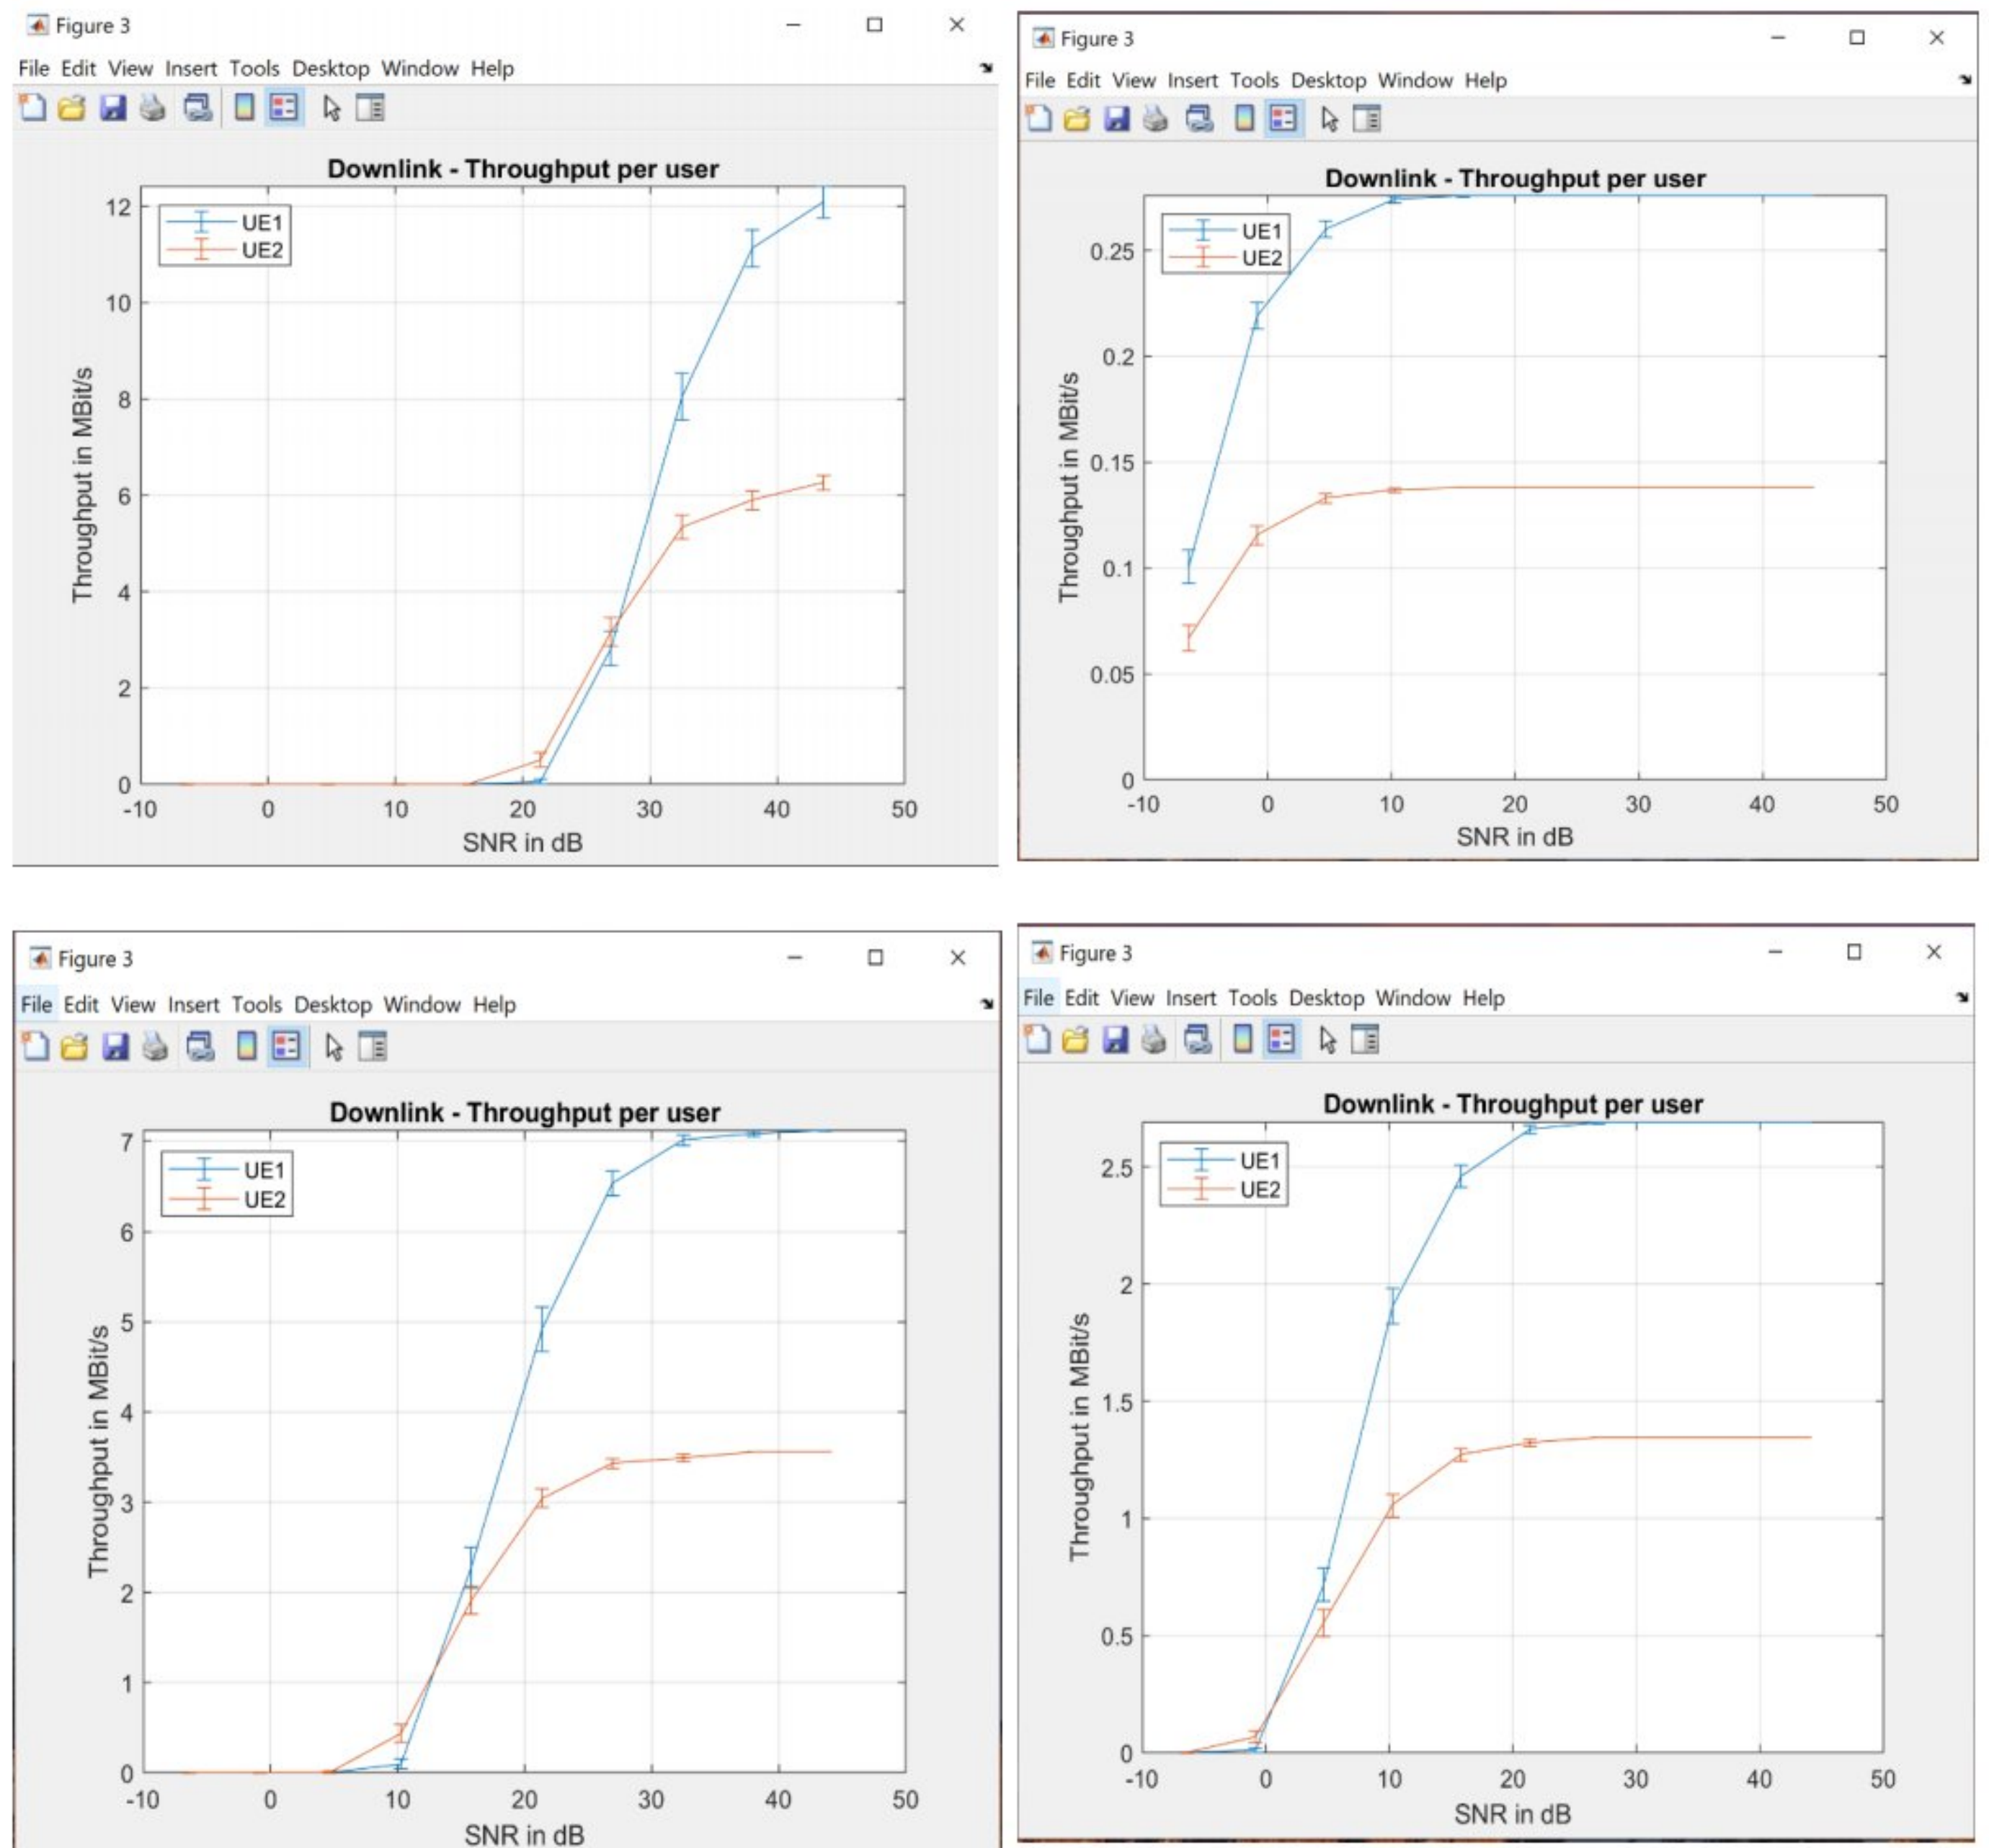 Figure 3
File Edit View Insert Tools Desktop Window Help
Downlink - Throughput per user
UE1
UE2
12
10
8
6
4
2
0
Throughput in MBit/s
-10 0 10 20 30 40 50
SNR in dB
Figure 3
File Edit View Insert Tools Desktop Window Help
Downlink - Throughput per user
UE1
UE2
0.25
0.2
0.15
0.1
0.05
0
Throughput in MBit/s
-10 0 10 20 30 40 50
SNR in dB
Figure 3
File Edit View Insert Tools Desktop Window Help
Downlink - Throughput per user
UE1
UE2
7
6
5
4
3
2
1
0
Throughput in MBit/s
-10 0 10 20 30 40 50
SNR in dB
Figure 3
File Edit View Insert Tools Desktop Window Help
Downlink - Throughput per user
UE1
UE2
2.5
2
1.5
1
0.5
0
Throughput in MBit/s
-10 0 10 20 30 40 50
SNR in dB